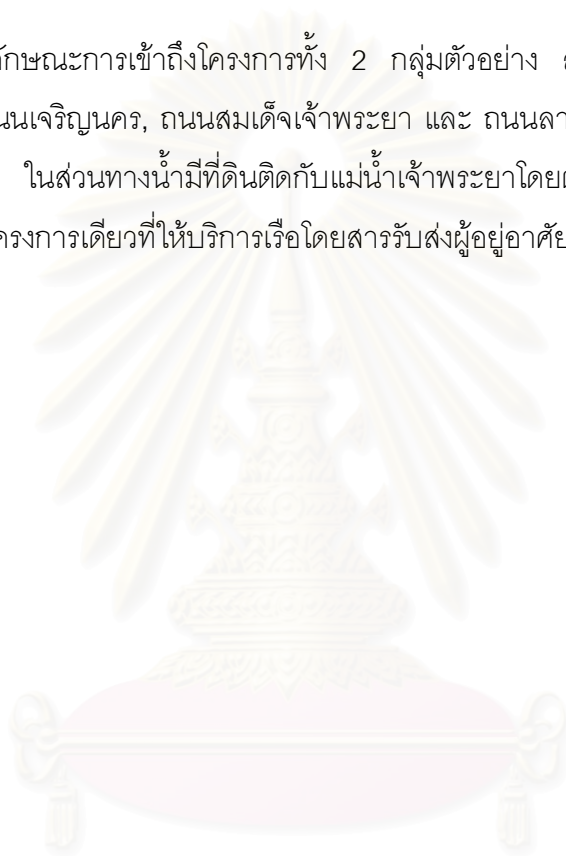 ักษณะการเข้าถึงโครงการทั้ง 2 กลุ่มตัวอย่าง
นนเจริญนคร, ถนนสมเด็จเจ้าพระยา และ ถนนลา
ในส่วนทางน้ำมีที่ดินติดกับแม่น้ำเจ้าพระยาโดย
ครงการเดียวที่ให้บริการเรือโดยสารรับส่งผู้อยู่อาศัย